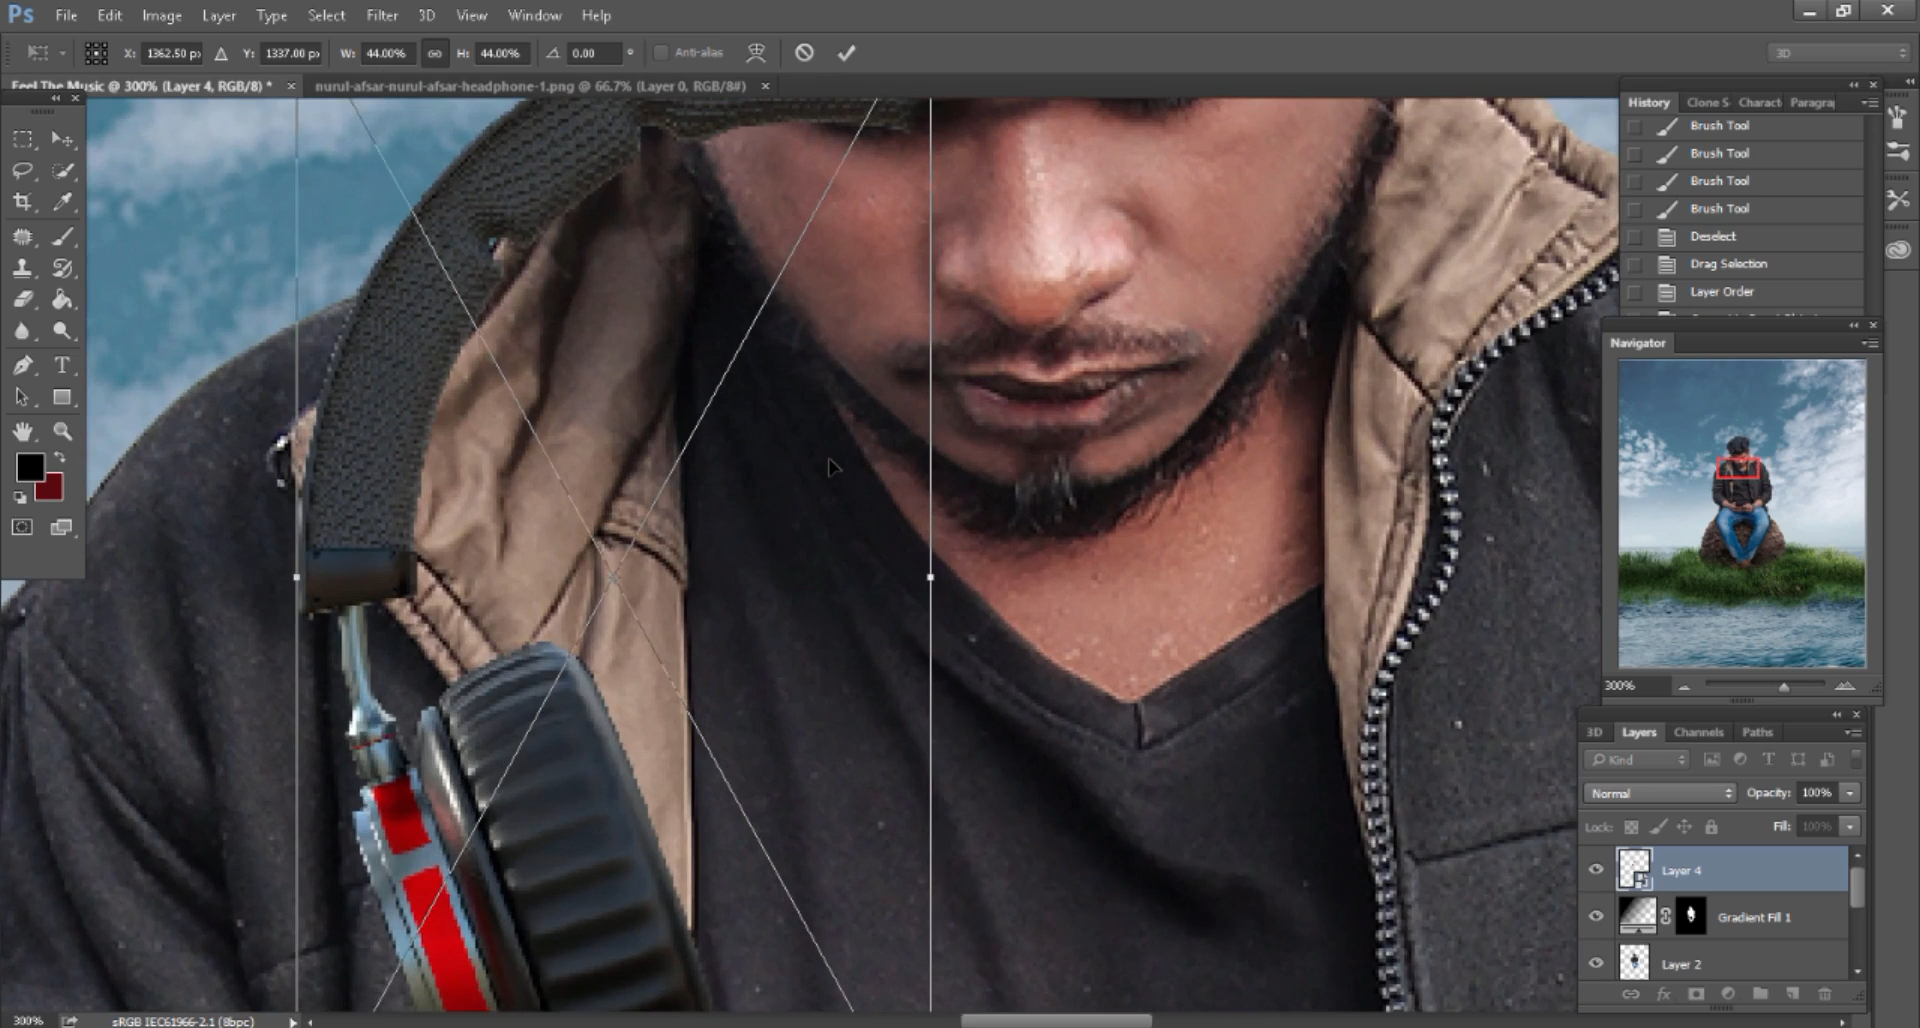 Ps File Edit Image Layer Type Select Filter 3D View Window Help
X: 1362.50 p Y: 1337.00 px W: 44.00% H: 44.00% 0.00 ° Anti-alias 3D
Feel The Music @ 300% (Layer 4, RGB/8) * × nurul-afsar-nurul-afsar-headphone-1.png @ 66.7% (Layer 0, RGB/8#) ×
History Clone S Charact Paragra
Brush Tool
Brush Tool
Brush Tool
Brush Tool
Deselect
Drag Selection
Layer Order
Navigator
300%
3D Layers Channels Paths
Kind
Normal Opacity: 100%
Lock: Fill: 100%
Layer 4
Gradient Fill 1
Layer 2
fx
300% sRGB IEC61966-2.1 (8bpc)